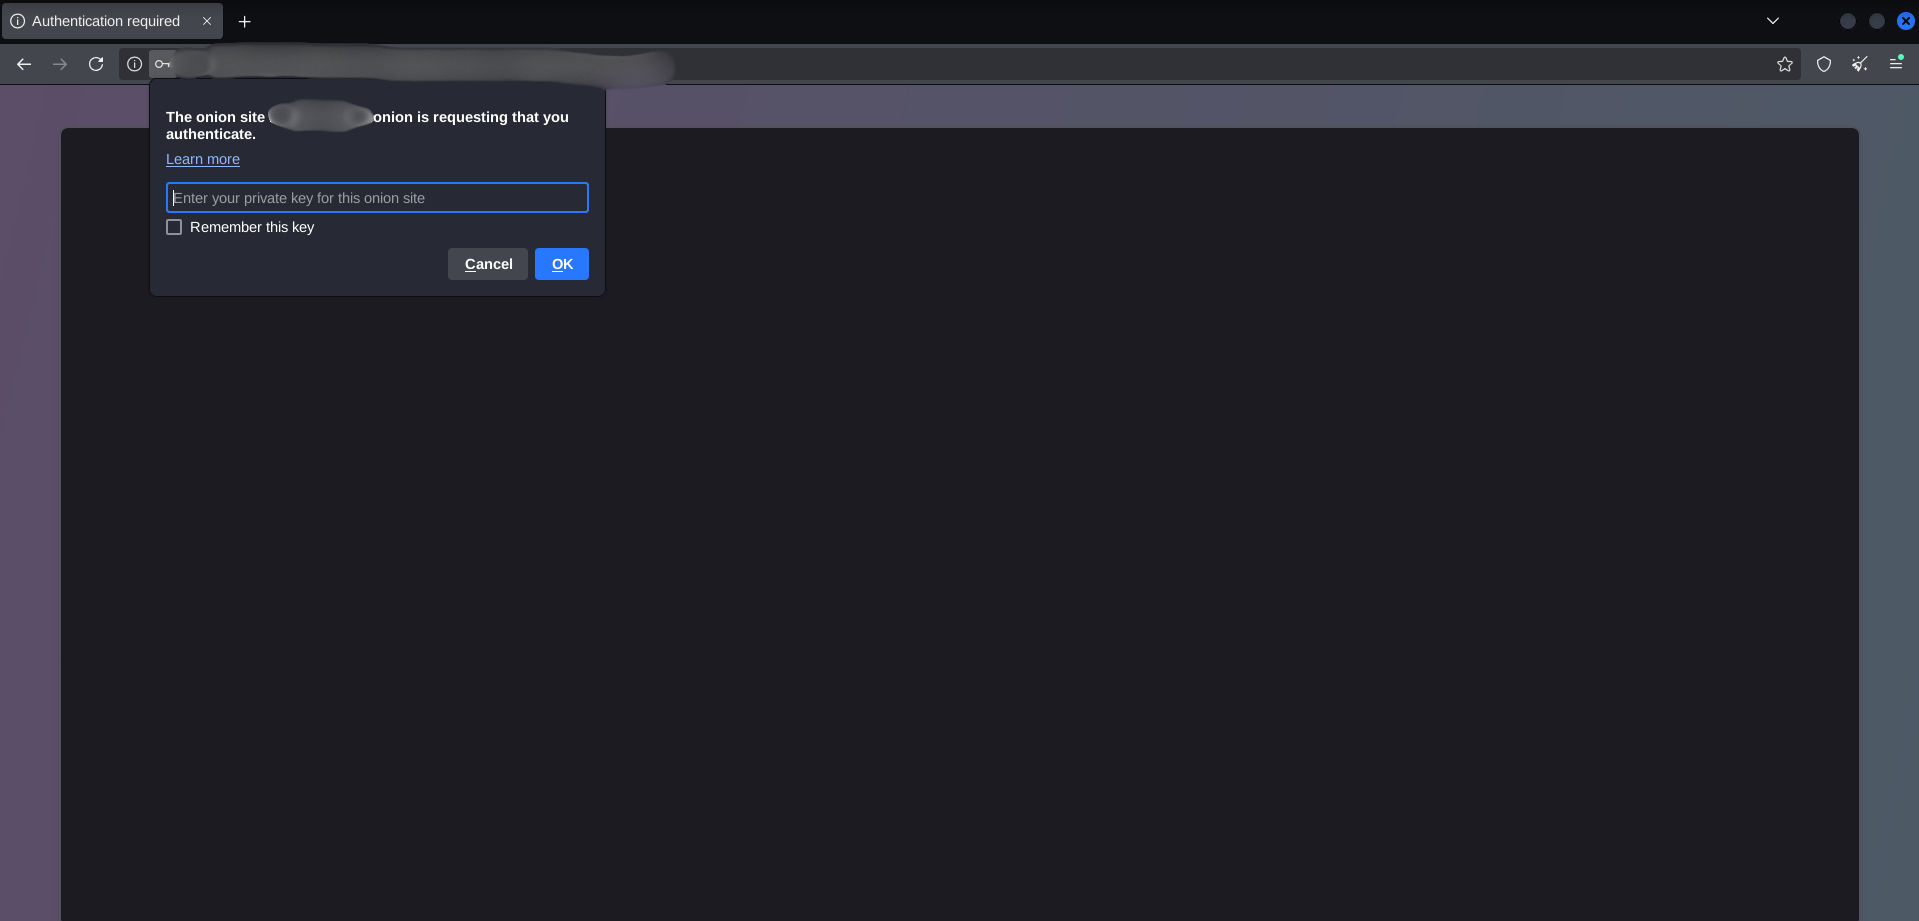 Authentication required
The onion site onion is requesting that you
authenticate.
Learn more
Enter your private key for this onion site
Remember this key
Cancel
OK